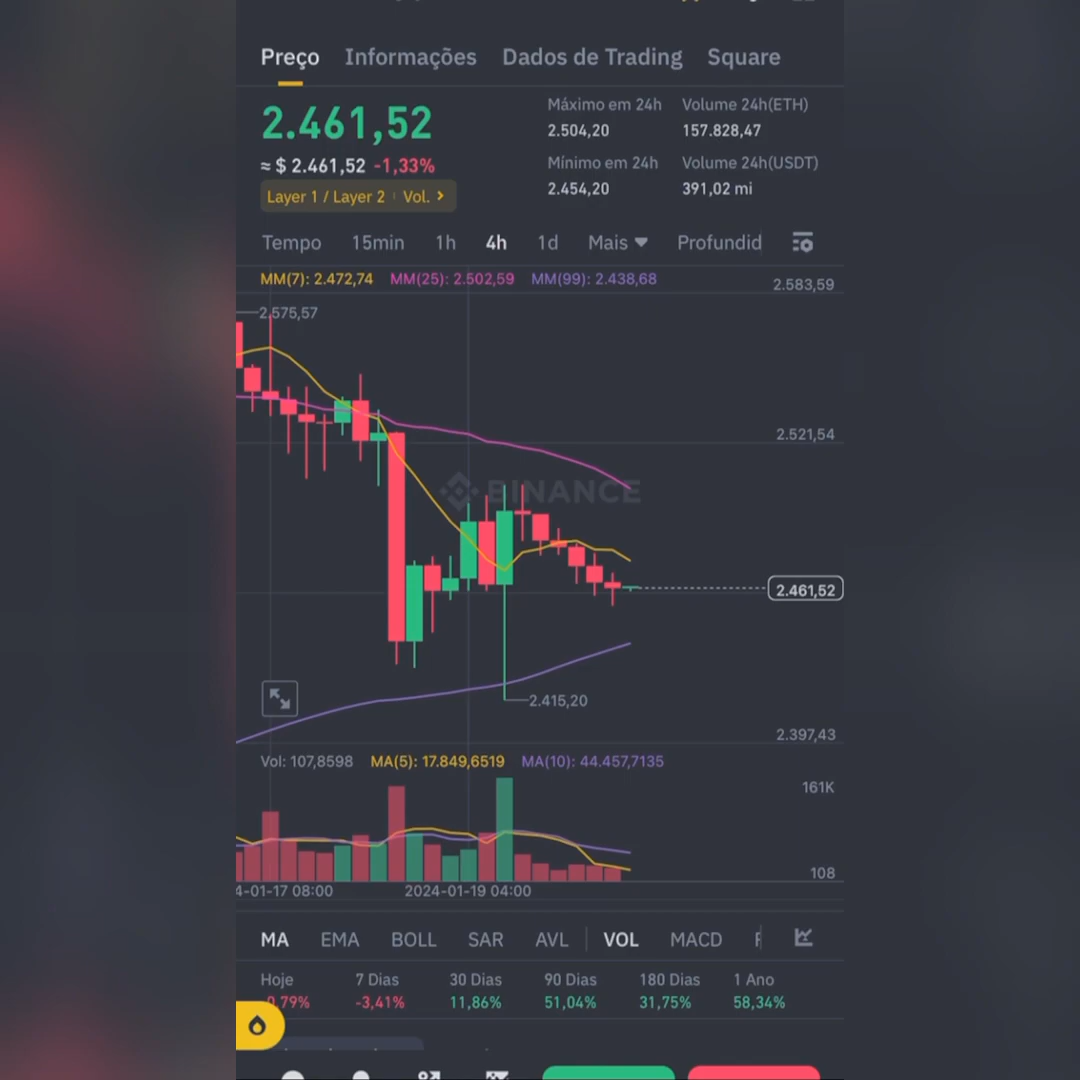 Preço Informações Dados de Trading Square
2.461,52
≈ $ 2.461,52 -1,33%
Layer 1 / Layer 2 Vol.
Máximo em 24h Volume 24h(ETH)
2.504,20 157.828,47
Mínimo em 24h Volume 24h(USDT)
2.454,20 391,02 mi
Tempo 15min 1h 4h 1d Mais Profundid
MM(7): 2.472,74 MM(25): 2.502,59 MM(99): 2.438,68
2.583,59
2.575,57
2.521,54
BINANCE
2.461,52
2.415,20
2.397,43
Vol: 107,8598 MA(5): 17.849,6519 MA(10): 44.457,7135
161K
108
4-01-17 08:00 2024-01-19 04:00
MA EMA BOLL SAR AVL VOL MACD
Hoje 7 Dias 30 Dias 90 Dias 180 Dias 1 Ano
0,79% -3,41% 11,86% 51,04% 31,75% 58,34%